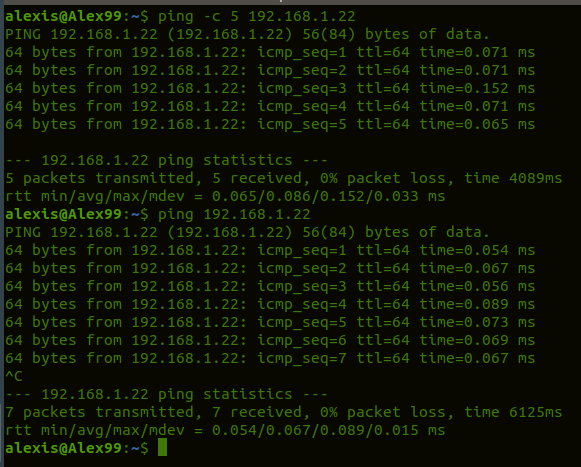 alexis@Alex99:~$ ping -c 5 192.168.1.22
PING 192.168.1.22 (192.168.1.22) 56(84) bytes of data.
64 bytes from 192.168.1.22: icmp_seq=1 ttl=64 time=0.071 ms
64 bytes from 192.168.1.22: icmp_seq=2 ttl=64 time=0.071 ms
64 bytes from 192.168.1.22: icmp_seq=3 ttl=64 time=0.152 ms
64 bytes from 192.168.1.22: icmp_seq=4 ttl=64 time=0.071 ms
64 bytes from 192.168.1.22: icmp_seq=5 ttl=64 time=0.065 ms

--- 192.168.1.22 ping statistics ---
5 packets transmitted, 5 received, 0% packet loss, time 4089ms
rtt min/avg/max/mdev = 0.065/0.086/0.152/0.033 ms
alexis@Alex99:~$ ping 192.168.1.22
PING 192.168.1.22 (192.168.1.22) 56(84) bytes of data.
64 bytes from 192.168.1.22: icmp_seq=1 ttl=64 time=0.054 ms
64 bytes from 192.168.1.22: icmp_seq=2 ttl=64 time=0.067 ms
64 bytes from 192.168.1.22: icmp_seq=3 ttl=64 time=0.056 ms
64 bytes from 192.168.1.22: icmp_seq=4 ttl=64 time=0.089 ms
64 bytes from 192.168.1.22: icmp_seq=5 ttl=64 time=0.073 ms
64 bytes from 192.168.1.22: icmp_seq=6 ttl=64 time=0.069 ms
64 bytes from 192.168.1.22: icmp_seq=7 ttl=64 time=0.067 ms
^C
--- 192.168.1.22 ping statistics ---
7 packets transmitted, 7 received, 0% packet loss, time 6125ms
rtt min/avg/max/mdev = 0.054/0.067/0.089/0.015 ms
alexis@Alex99:~$